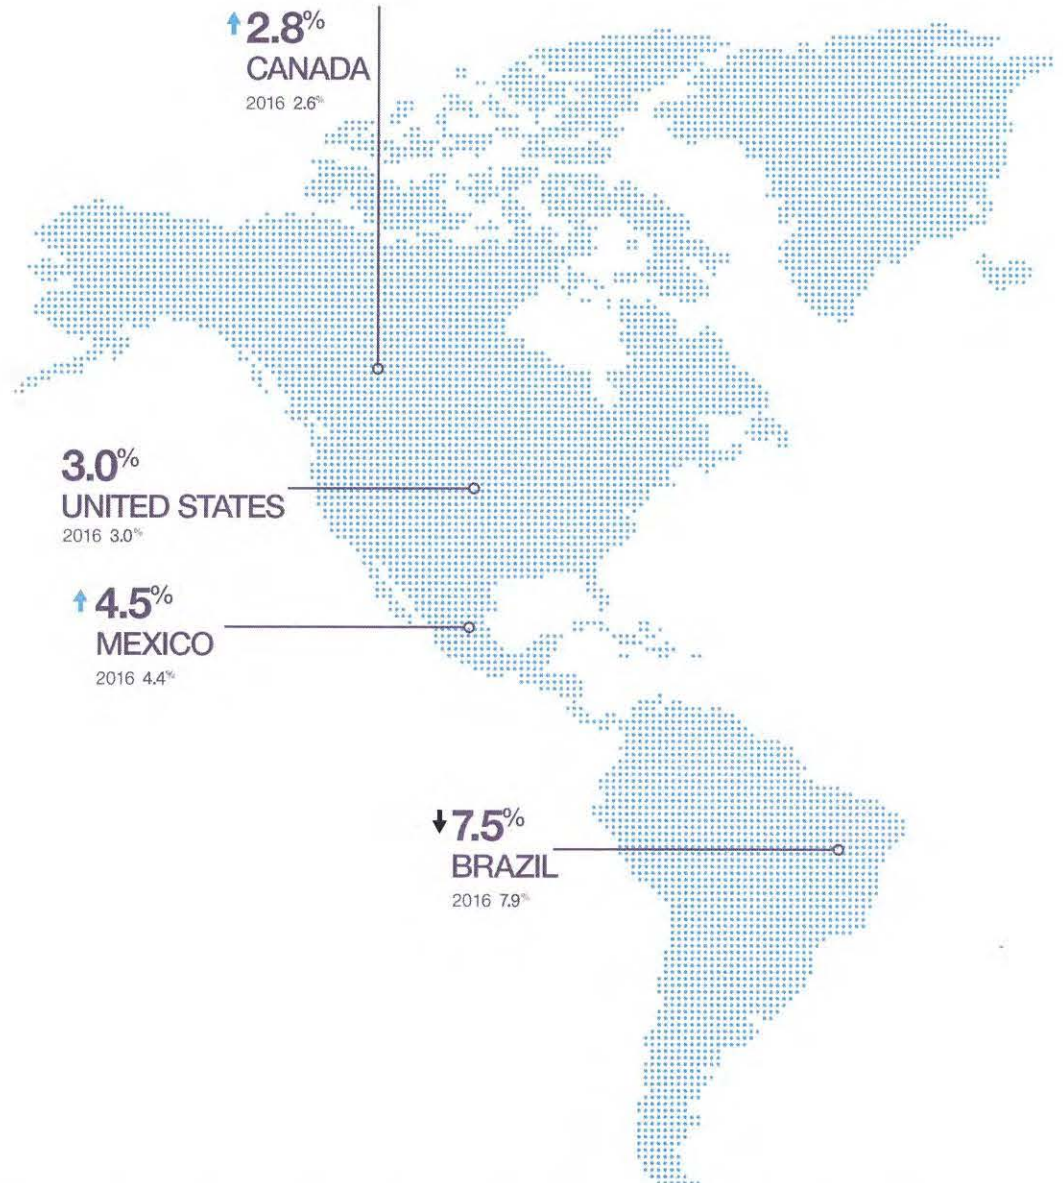 2.8%
CANADA
2016 2.6%
3.0%
UNITED STATES
2016 3.0%
4.5%
MEXICO
2016 4.4%
7.5%
BRAZIL
2016 7.9%